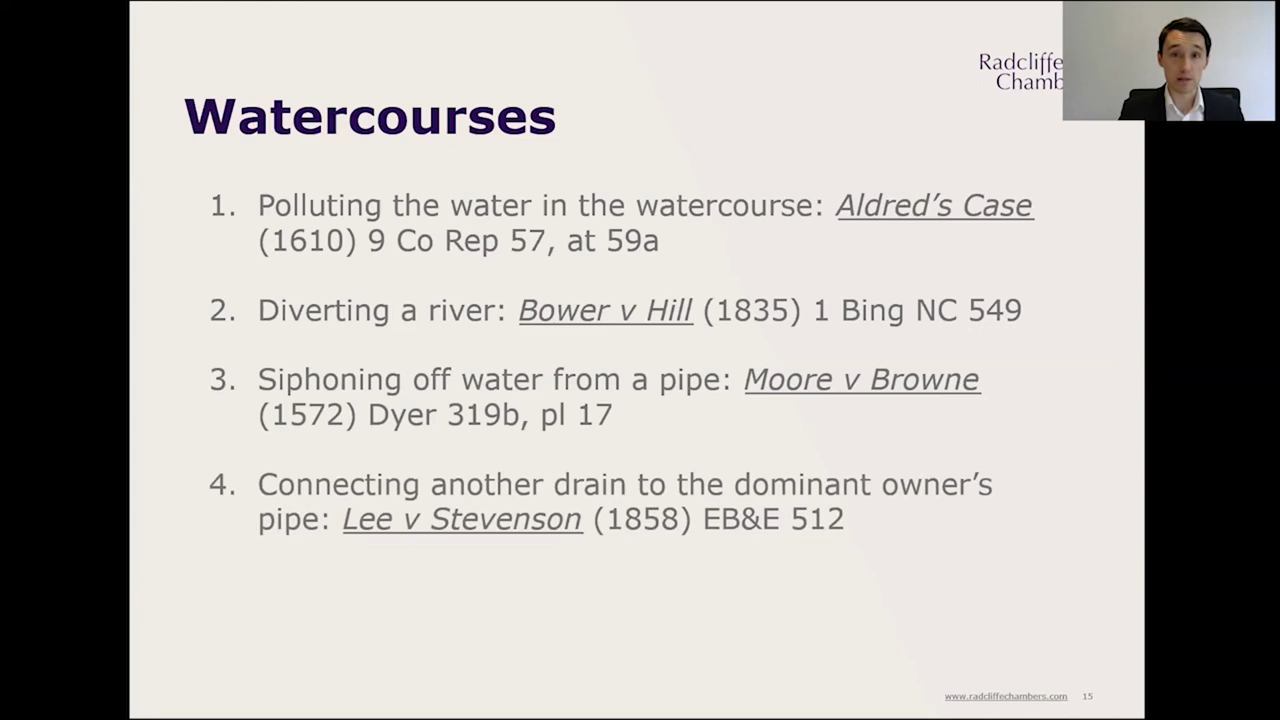 Radcliffe
Chamb
Watercourses
1. Polluting the water in the watercourse: Aldred’s Case
(1610) 9 Co Rep 57, at 59a
2. Diverting a river: Bower v Hill (1835) 1 Bing NC 549
3. Siphoning off water from a pipe: Moore v Browne
(1572) Dyer 319b, pl 17
4. Connecting another drain to the dominant owner’s
pipe: Lee v Stevenson (1858) EB&E 512
www.radcliffechambers.com 15